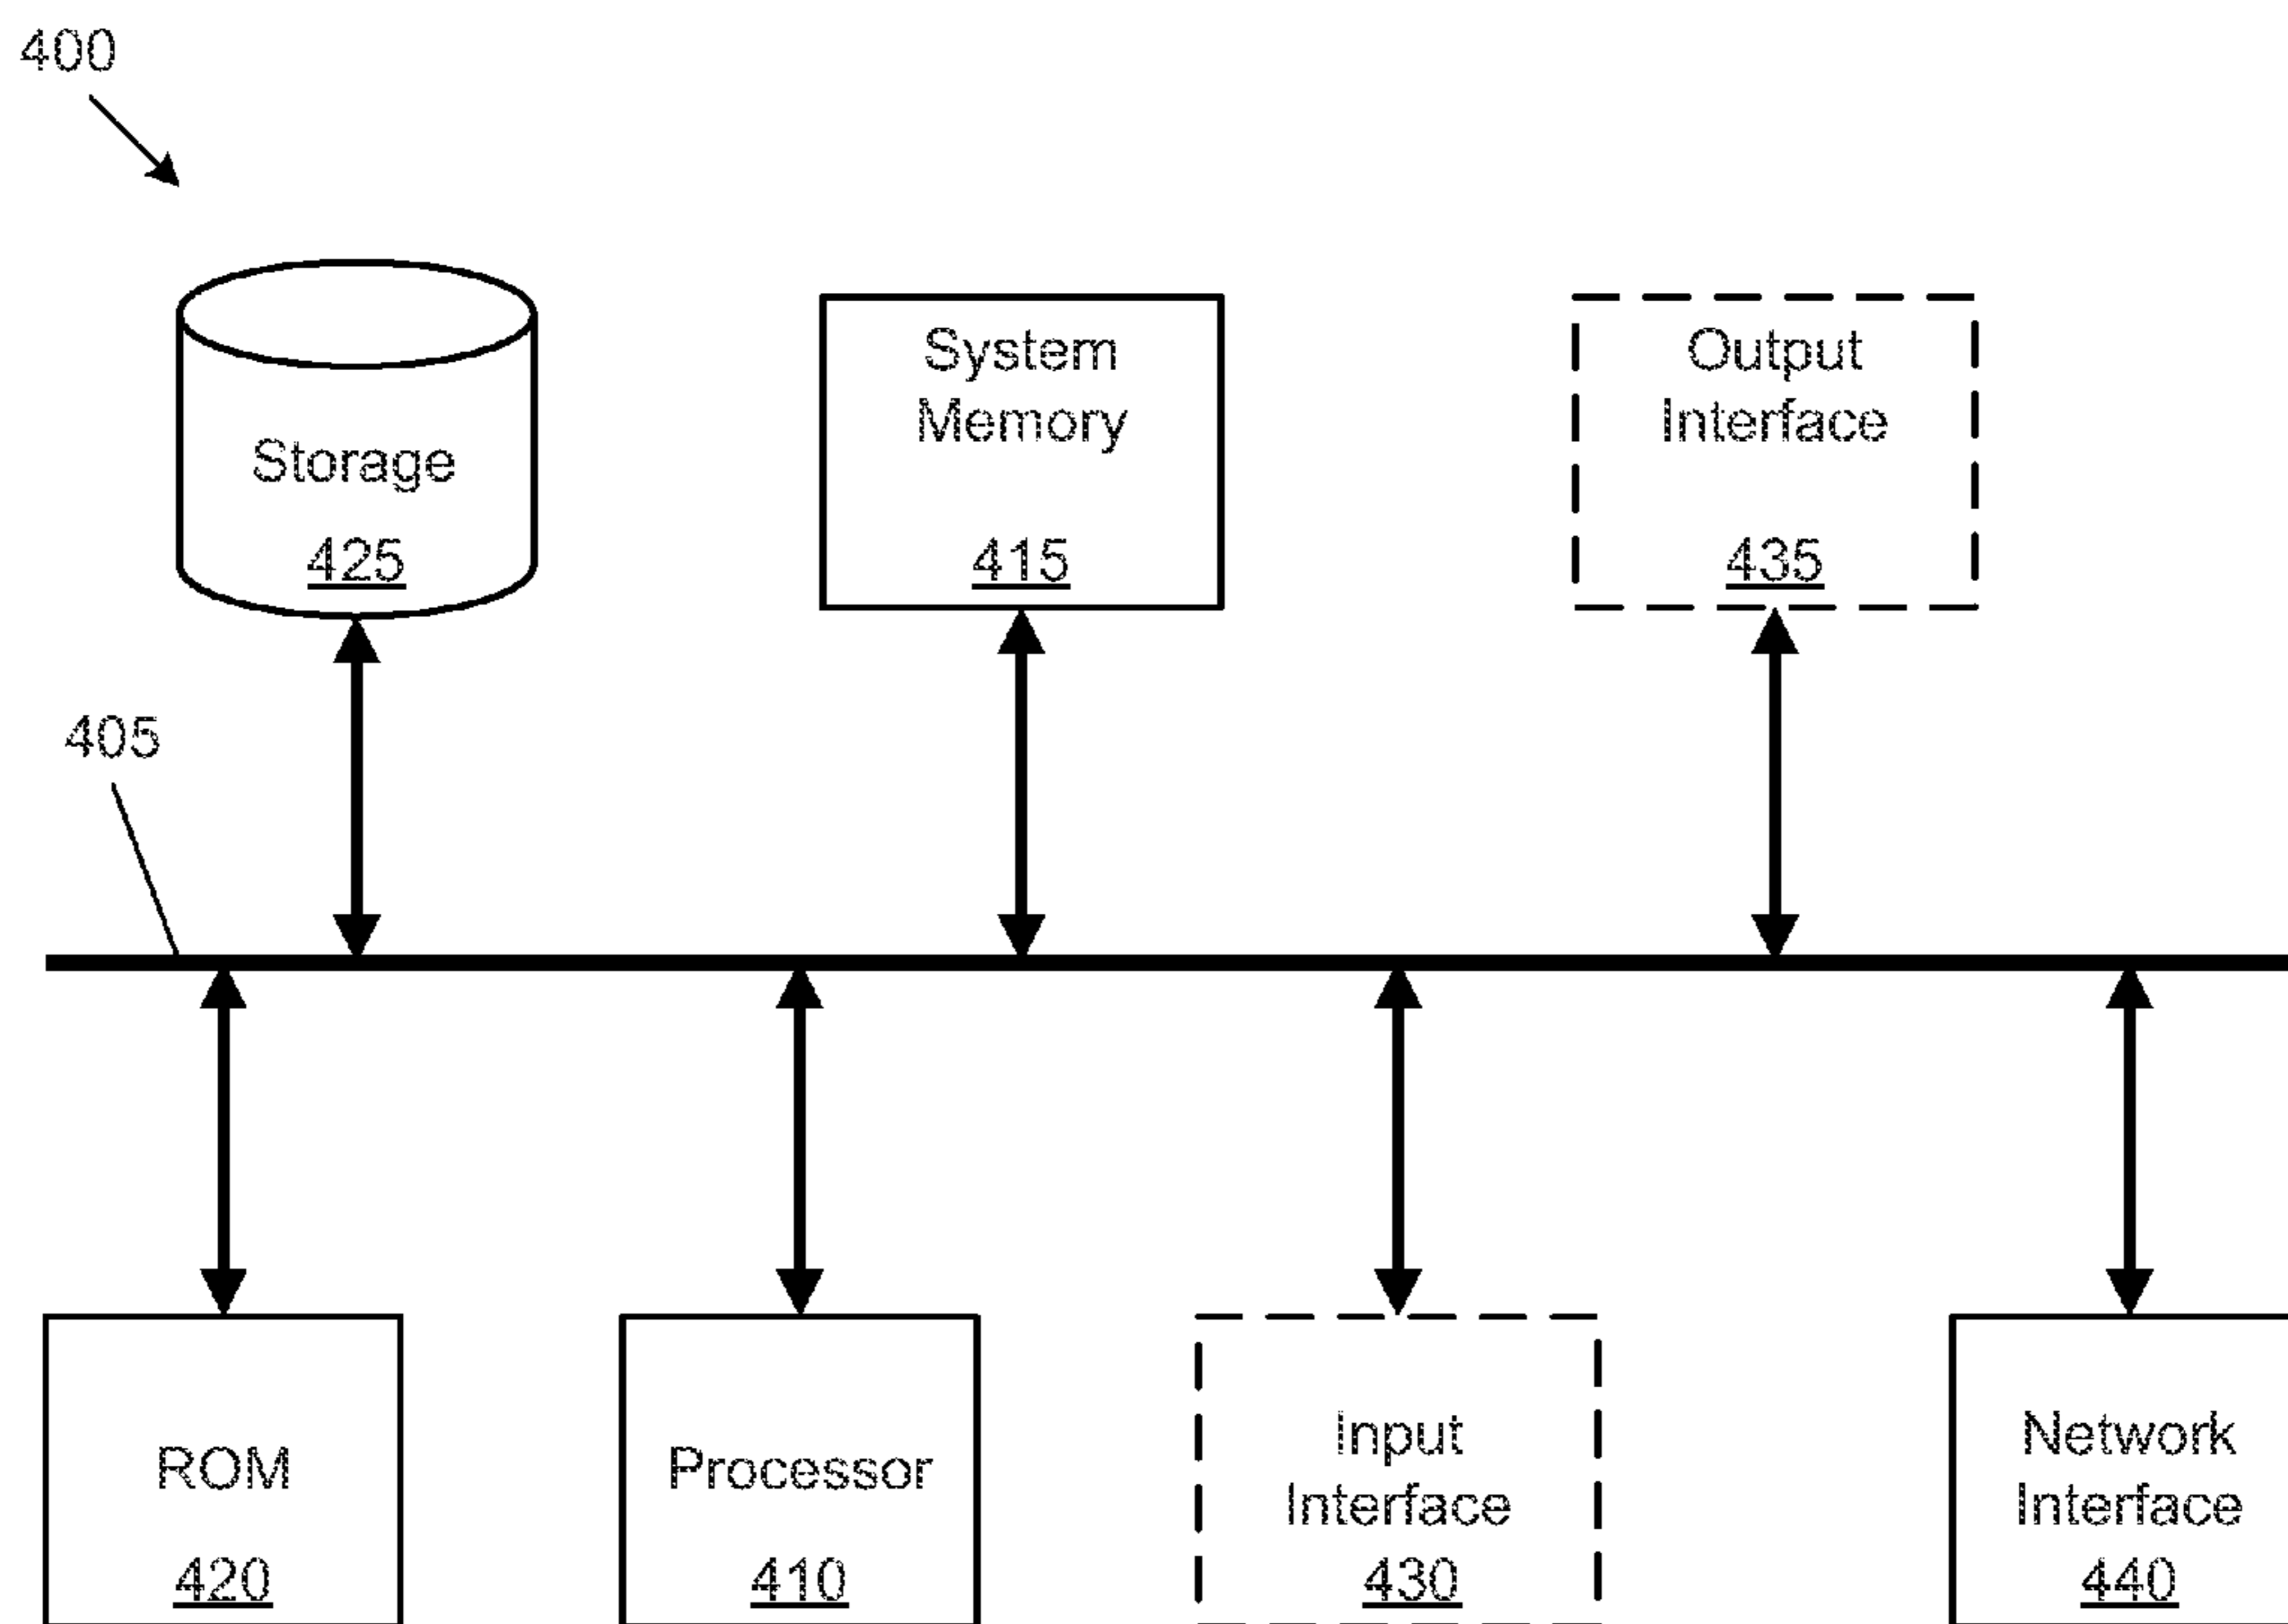 400
Storage
425
System
Memory
415
Output
Interface
435
405
ROM
420
Processor
410
Input
Interface
430
Network
Interface
440